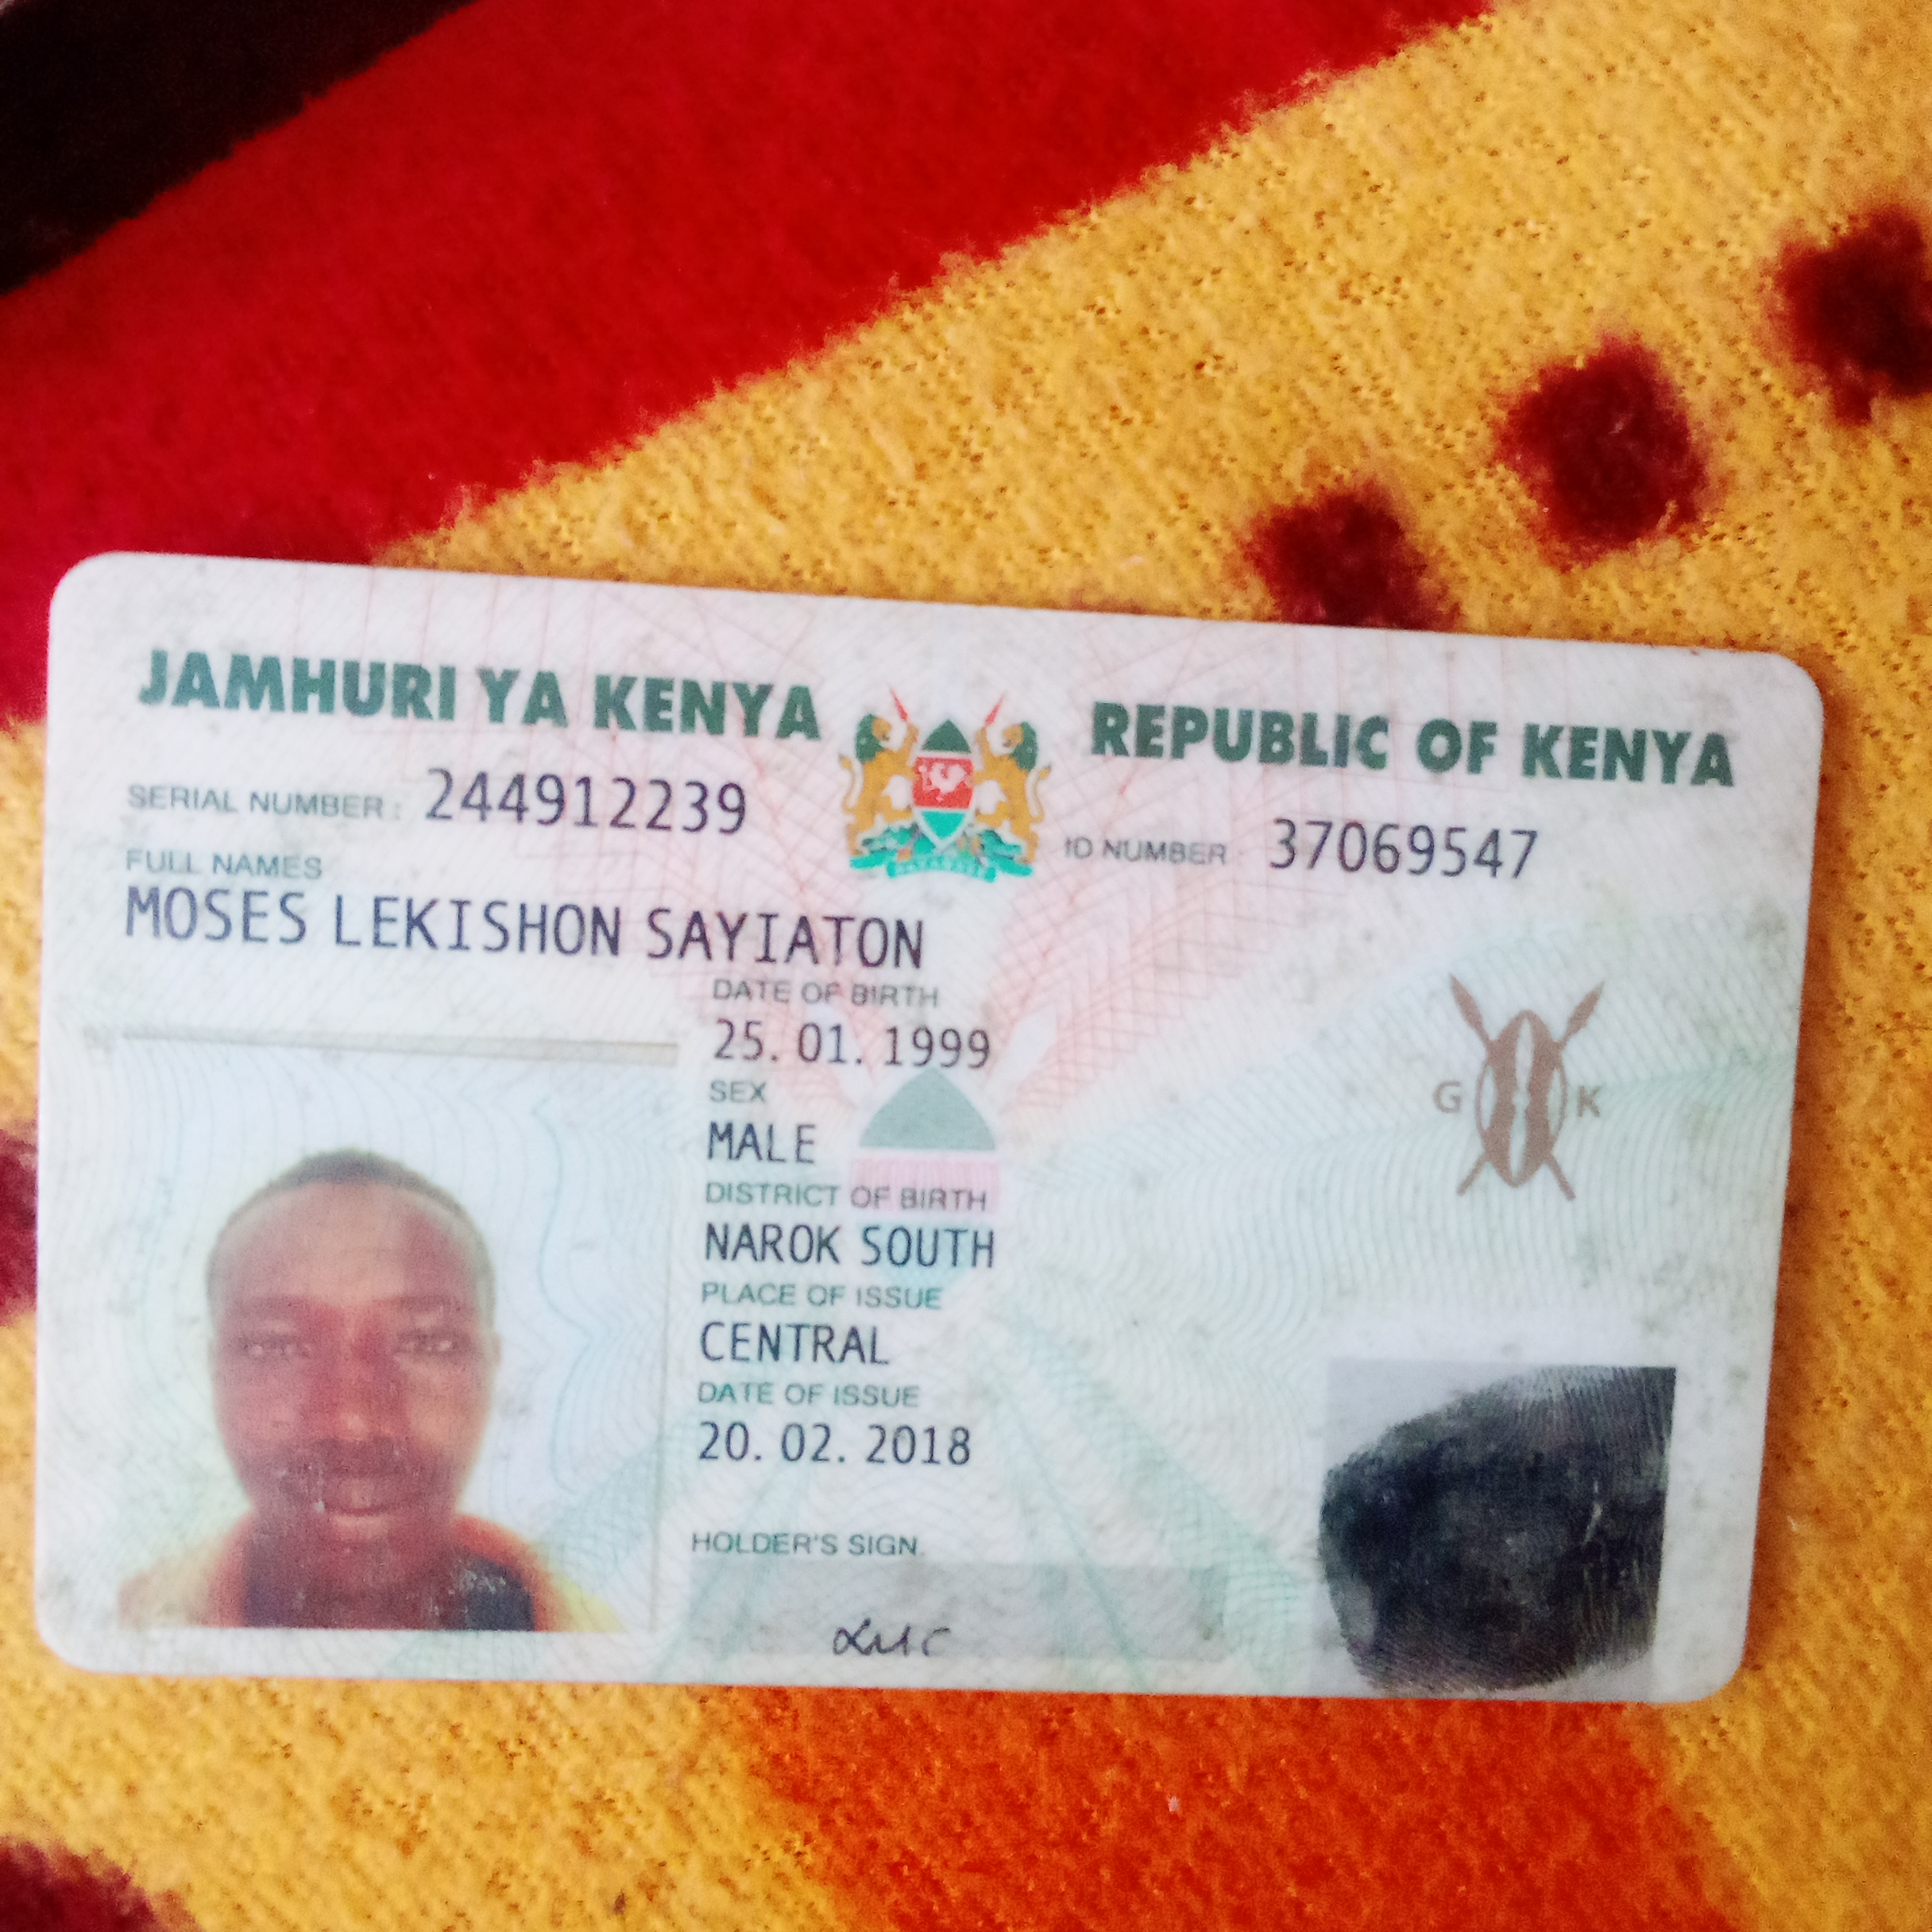 JAMHURI YA KENYA
REPUBLIC OF KENYA
SERIAL NUMBER: 244912239
ID NUMBER 37069547
FULL NAMES
MOSES LEKISHON SAYIATON
DATE OF BIRTH
25. 01. 1999
SEX
MALE
G K
DISTRICT OF BIRTH
NAROK SOUTH
PLACE OF ISSUE
CENTRAL
DATE OF ISSUE
20. 02. 2018
HOLDER'S SIGN.